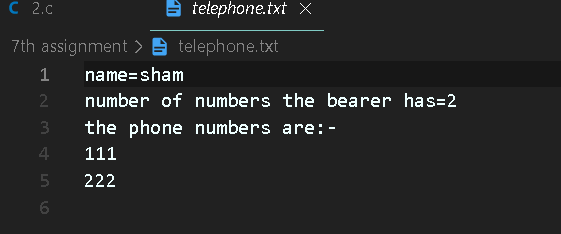 2.c telephone.txt
7th assignment > telephone.txt
1 name=sham
2 number of numbers the bearer has=2
3 the phone numbers are:-
4 111
5 222
6